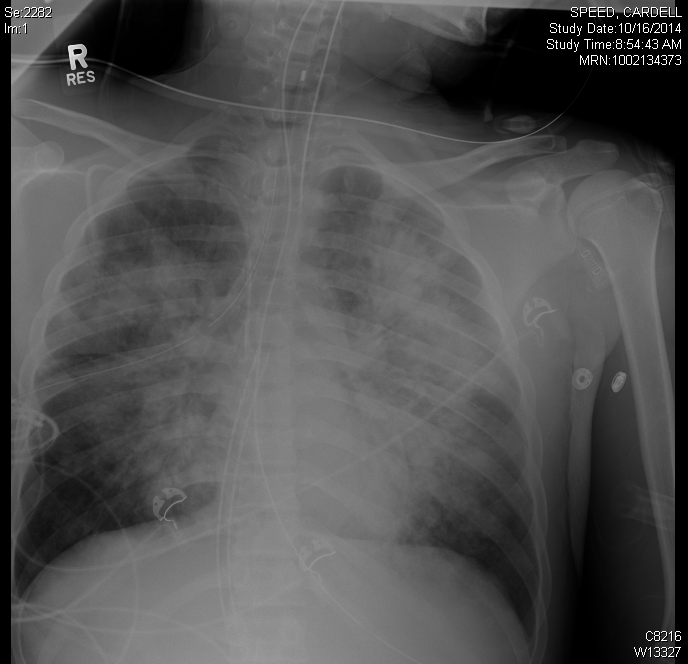 Se:2282
Im:1
SPEED, CARDELL
Study Date:10/16/2014
Study Time:8:54:43 AM
MRN:1002134373
R
RES
C8216
W13327